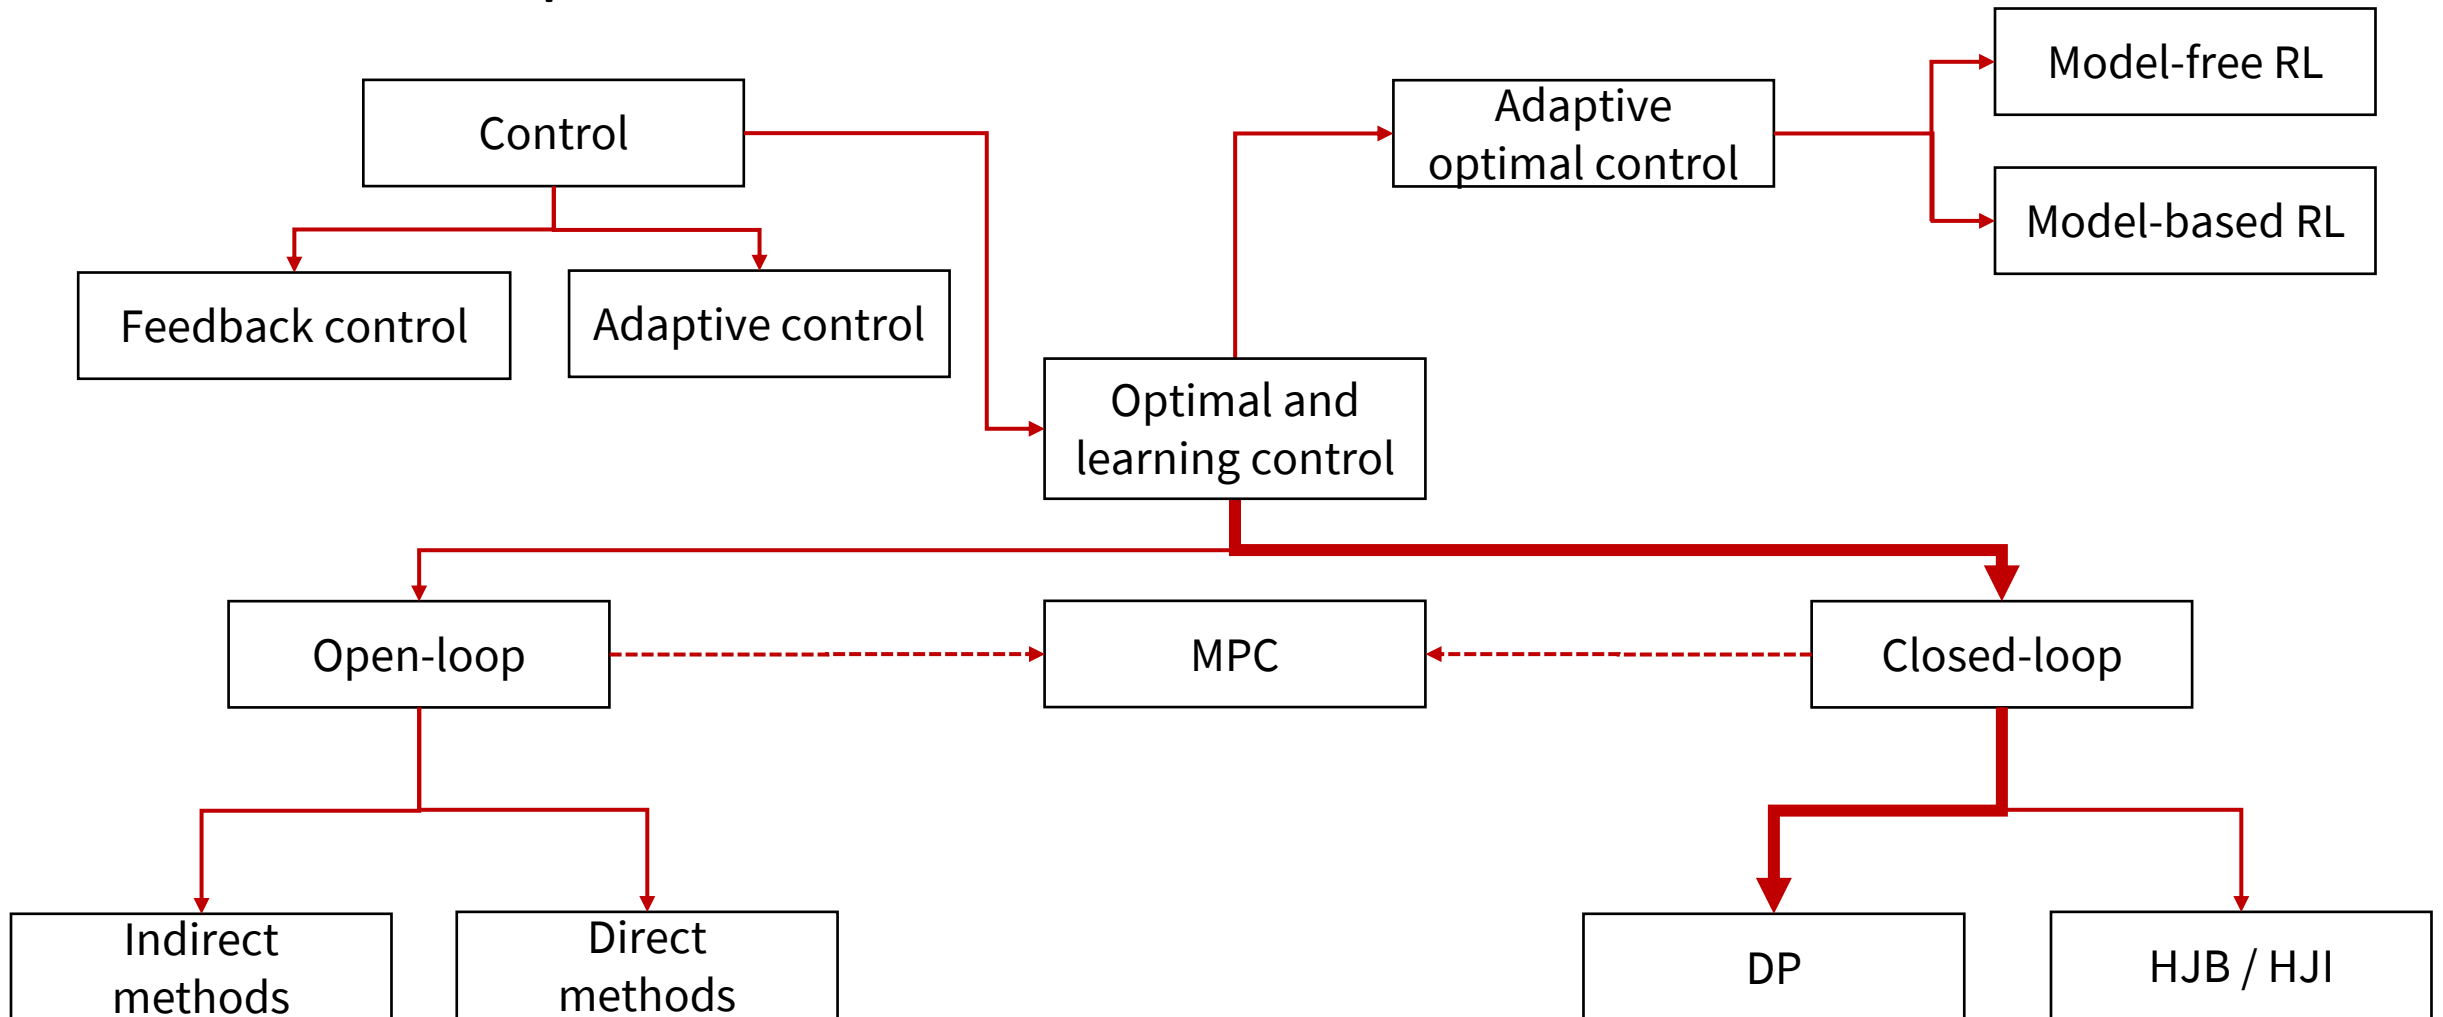 Model-free RL
Control
Adaptive
optimal control
Model-based RL
Feedback control
Adaptive control
Optimal and
learning control
Open-loop
MPC
Closed-loop
Indirect
methods
Direct
methods
DP
HJB / HJI